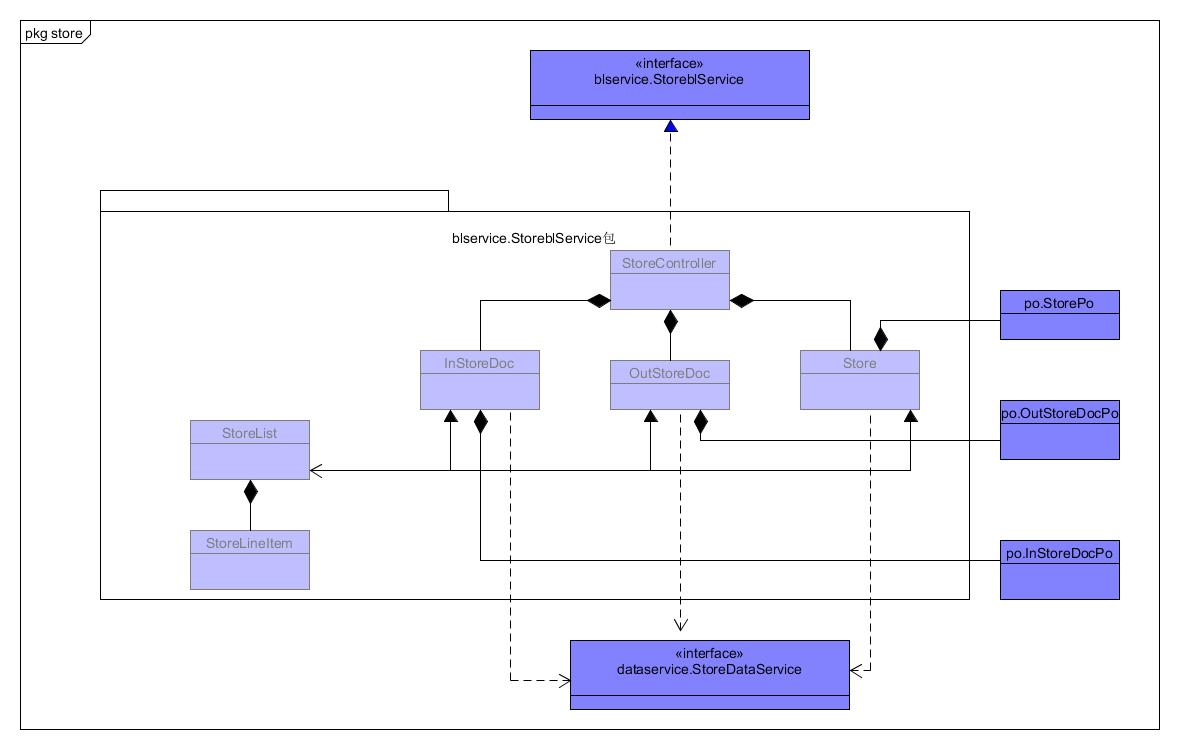 pkg store
«interface»
blservice.StoreblService
blservice.StoreblService包
StoreController
po.StorePo
InStoreDoc
OutStoreDoc
Store
po.OutStoreDocPo
StoreList
StoreLineItem
po.InStoreDocPo
«interface»
dataservice.StoreDataService